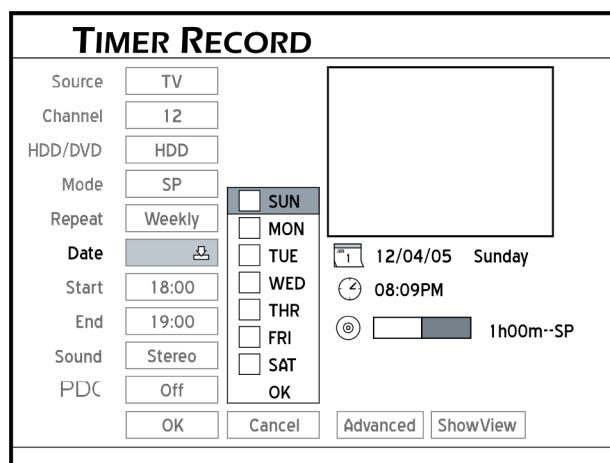 TIMER RECORD
Source TV
Channel 12
HDD/DVD HDD
Mode SP
Repeat Weekly
Date
Start 18:00
End 19:00
Sound Stereo
PDC Off
SUN
MON
TUE
WED
THR
FRI
SAT
OK
JAN 1 12/04/05 Sunday
08:09PM
1h00m--SP
OK Cancel Advanced ShowView